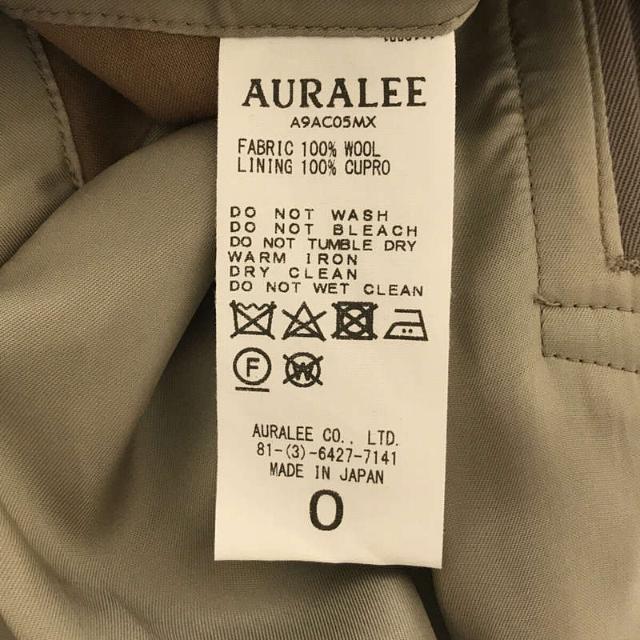 AURALEE
A9AC05MX
FABRIC 100% WOOL
LINING 100% CUPRO
DO NOT WASH
DO NOT BLEACH
DO NOT TUMBLE DRY
WARM IRON
DRY CLEAN
DO NOT WET CLEAN
F W
AURALEE CO., LTD.
81-(3)-6427-7141
MADE IN JAPAN
0